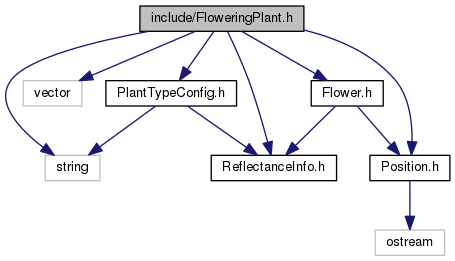 include/FloweringPlant.h
vector
PlantTypeConfig.h
Flower.h
string
ReflectanceInfo.h
Position.h
ostream